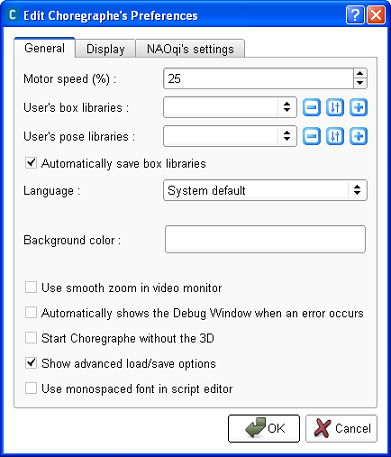 Edit Choregraphe's Preferences
General Display NAOqi's settings
Motor speed (%) : 25
User's box libraries :
User's pose libraries :
Automatically save box libraries
Language : System default
Background color :
Use smooth zoom in video monitor
Automatically shows the Debug Window when an error occurs
Start Choregraphe without the 3D
Show advanced load/save options
Use monospaced font in script editor
OK Cancel